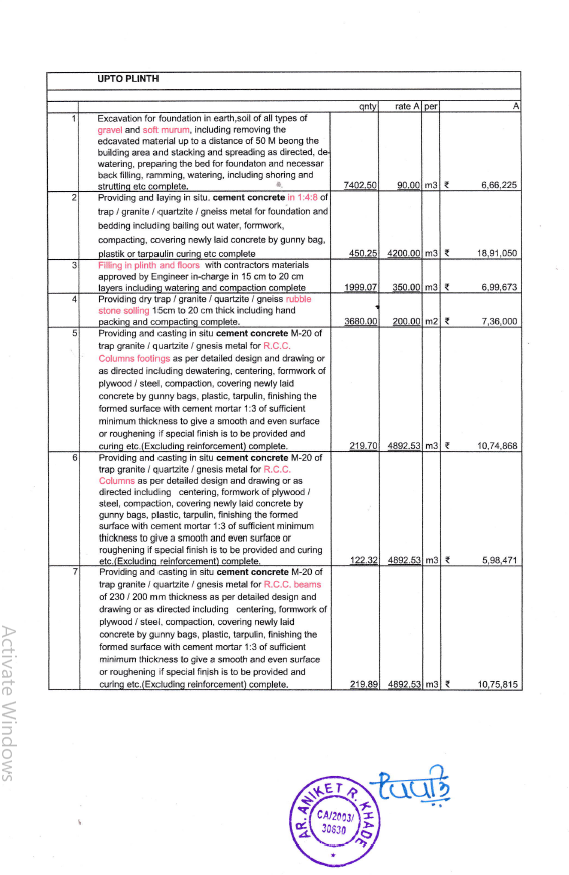 UPTO PLINTH
qnty rate A per A
1 Excavation for foundation in earth,soil of all types of
gravel and soft murum, including removing the
edcavated material up to a distance of 50 M beong the
building area and stacking and spreading as directed, de-
watering, preparing the bed for foundaton and necessar
back filling, ramming, watering, including shoring and
strutting etc complete. 7402.50 90.00 m3 ₹ 6,66,225
2 Providing and laying in situ. cement concrete in 1:4:8 of
trap / granite / quartzite / gneiss metal for foundation and
bedding including bailing out water, formwork,
compacting, covering newly laid concrete by gunny bag,
plastik or tarpaulin curing etc complete 450.25 4200.00 m3 ₹ 18,91,050
3 Filling in plinth and floors with contractors materials
approved by Engineer in-charge in 15 cm to 20 cm
layers including watering and compaction complete 1999.07 350.00 m3 ₹ 6,99,673
4 Providing dry trap / granite / quartzite / gneiss rubble
stone soiling 15cm to 20 cm thick including hand
packing and compacting complete. 3680.00 200.00 m2 ₹ 7,36,000
5 Providing and casting in situ cement concrete M-20 of
trap granite / quartzite / gnesis metal for R.C.C.
Columns footings as per detailed design and drawing or
as directed including dewatering, centering, formwork of
plywood / steel, compaction, covering newly laid
concrete by gunny bags, plastic, tarpulin, finishing the
formed surface with cement mortar 1:3 of sufficient
minimum thickness to give a smooth and even surface
or roughening if special finish is to be provided and
curing etc.(Excluding reinforcement) complete. 219.70 4892.53 m3 ₹ 10,74,868
6 Providing and casting in situ cement concrete M-20 of
trap granite / quartzite / gnesis metal for R.C.C.
Columns as per detailed design and drawing or as
directed including centering, formwork of plywood /
steel, compaction, covering newly laid concrete by
gunny bags, plastic, tarpulin, finishing the formed
surface with cement mortar 1:3 of sufficient minimum
thickness to give a smooth and even surface or
roughening if special finish is to be provided and curing
etc.(Excluding reinforcement) complete. 122.32 4892.53 m3 ₹ 5,98,471
7 Providing and casting in situ cement concrete M-20 of
trap granite / quartzite / gnesis metal for R.C.C. beams
of 230 / 200 mm thickness as per detailed design and
drawing or as directed including centering, formwork of
plywood / steel, compaction, covering newly laid
concrete by gunny bags, plastic, tarpulin, finishing the
formed surface with cement mortar 1:3 of sufficient
minimum thickness to give a smooth and even surface
or roughening if special finish is to be provided and
curing etc.(Excluding reinforcement) complete. 219.89 4892.53 m3 ₹ 10,75,815
Activate Windows
AR. ANIKET R. KHADE
CA/2003/
30630